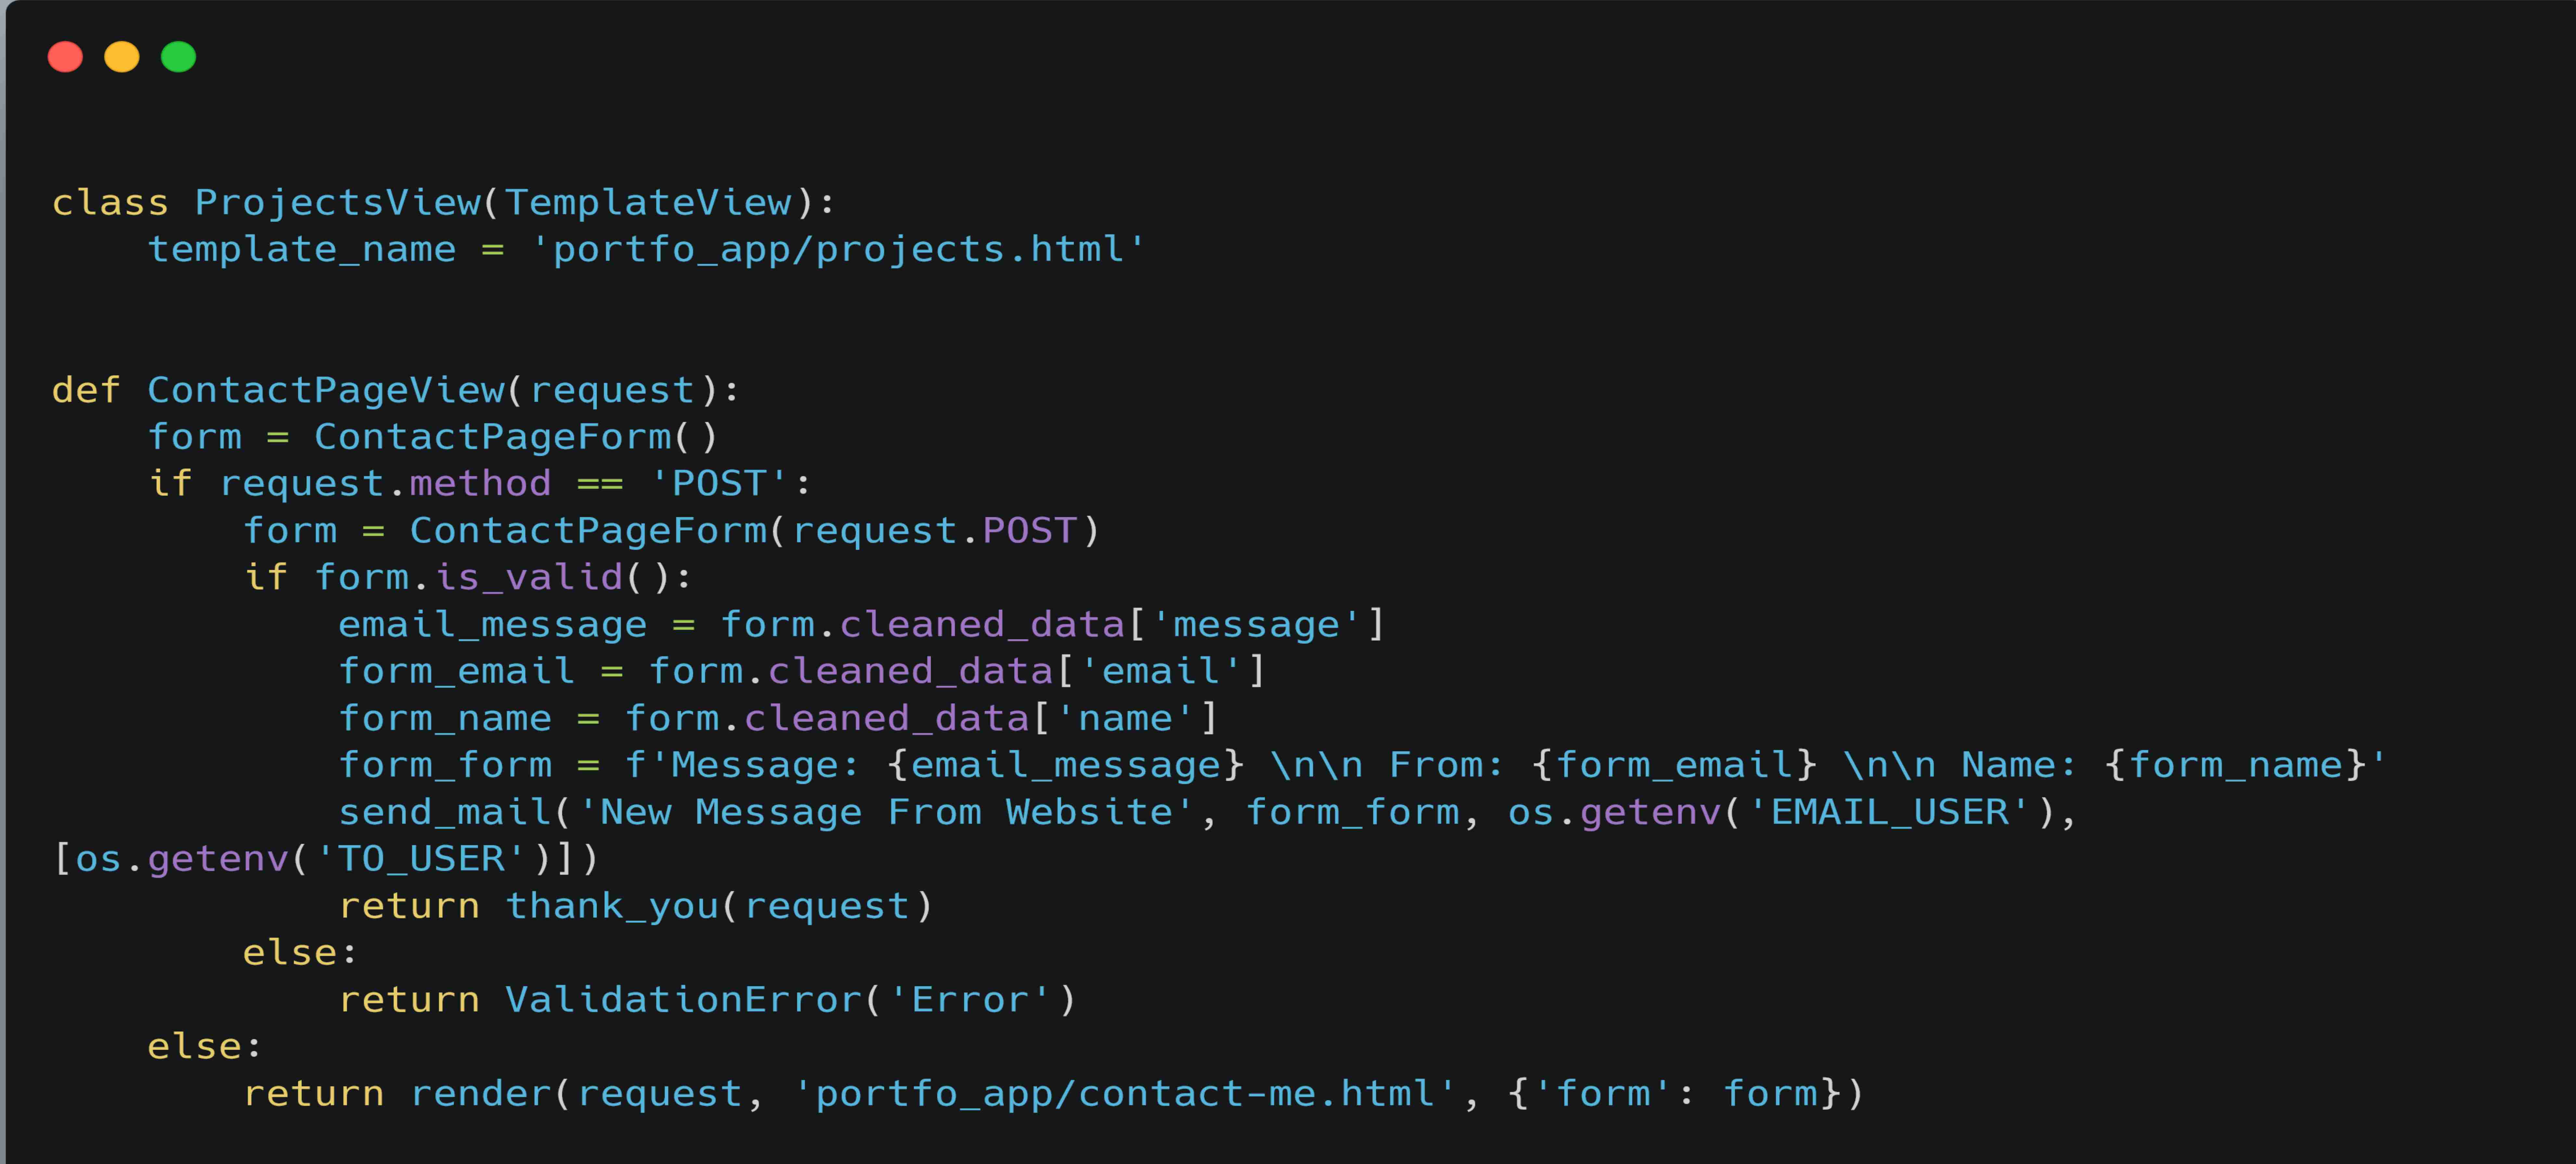 class ProjectsView(TemplateView):
    template_name = 'portfo_app/projects.html'
def ContactPageView(request):
    form = ContactPageForm()
    if request.method == 'POST':
        form = ContactPageForm(request.POST)
        if form.is_valid():
            email_message = form.cleaned_data['message']
            form_email = form.cleaned_data['email']
            form_name = form.cleaned_data['name']
            form_form = f'Message: {email_message} \n\n From: {form_email} \n\n Name: {form_name}'
            send_mail('New Message From Website', form_form, os.getenv('EMAIL_USER'),
[os.getenv('TO_USER')])
            return thank_you(request)
        else:
            return ValidationError('Error')
    else:
        return render(request, 'portfo_app/contact-me.html', {'form': form})